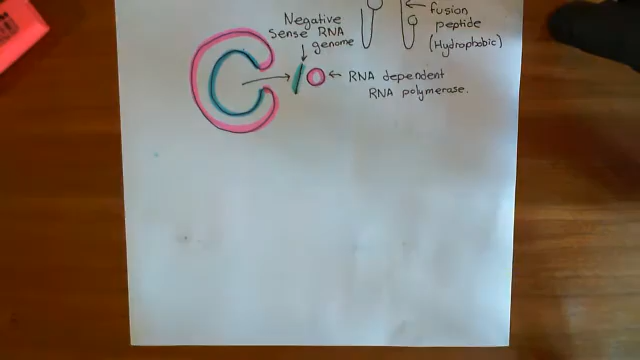 Negative
Sense RNA
genome
fusion
peptide
(Hydrophobic)
RNA dependent
RNA polymerase.